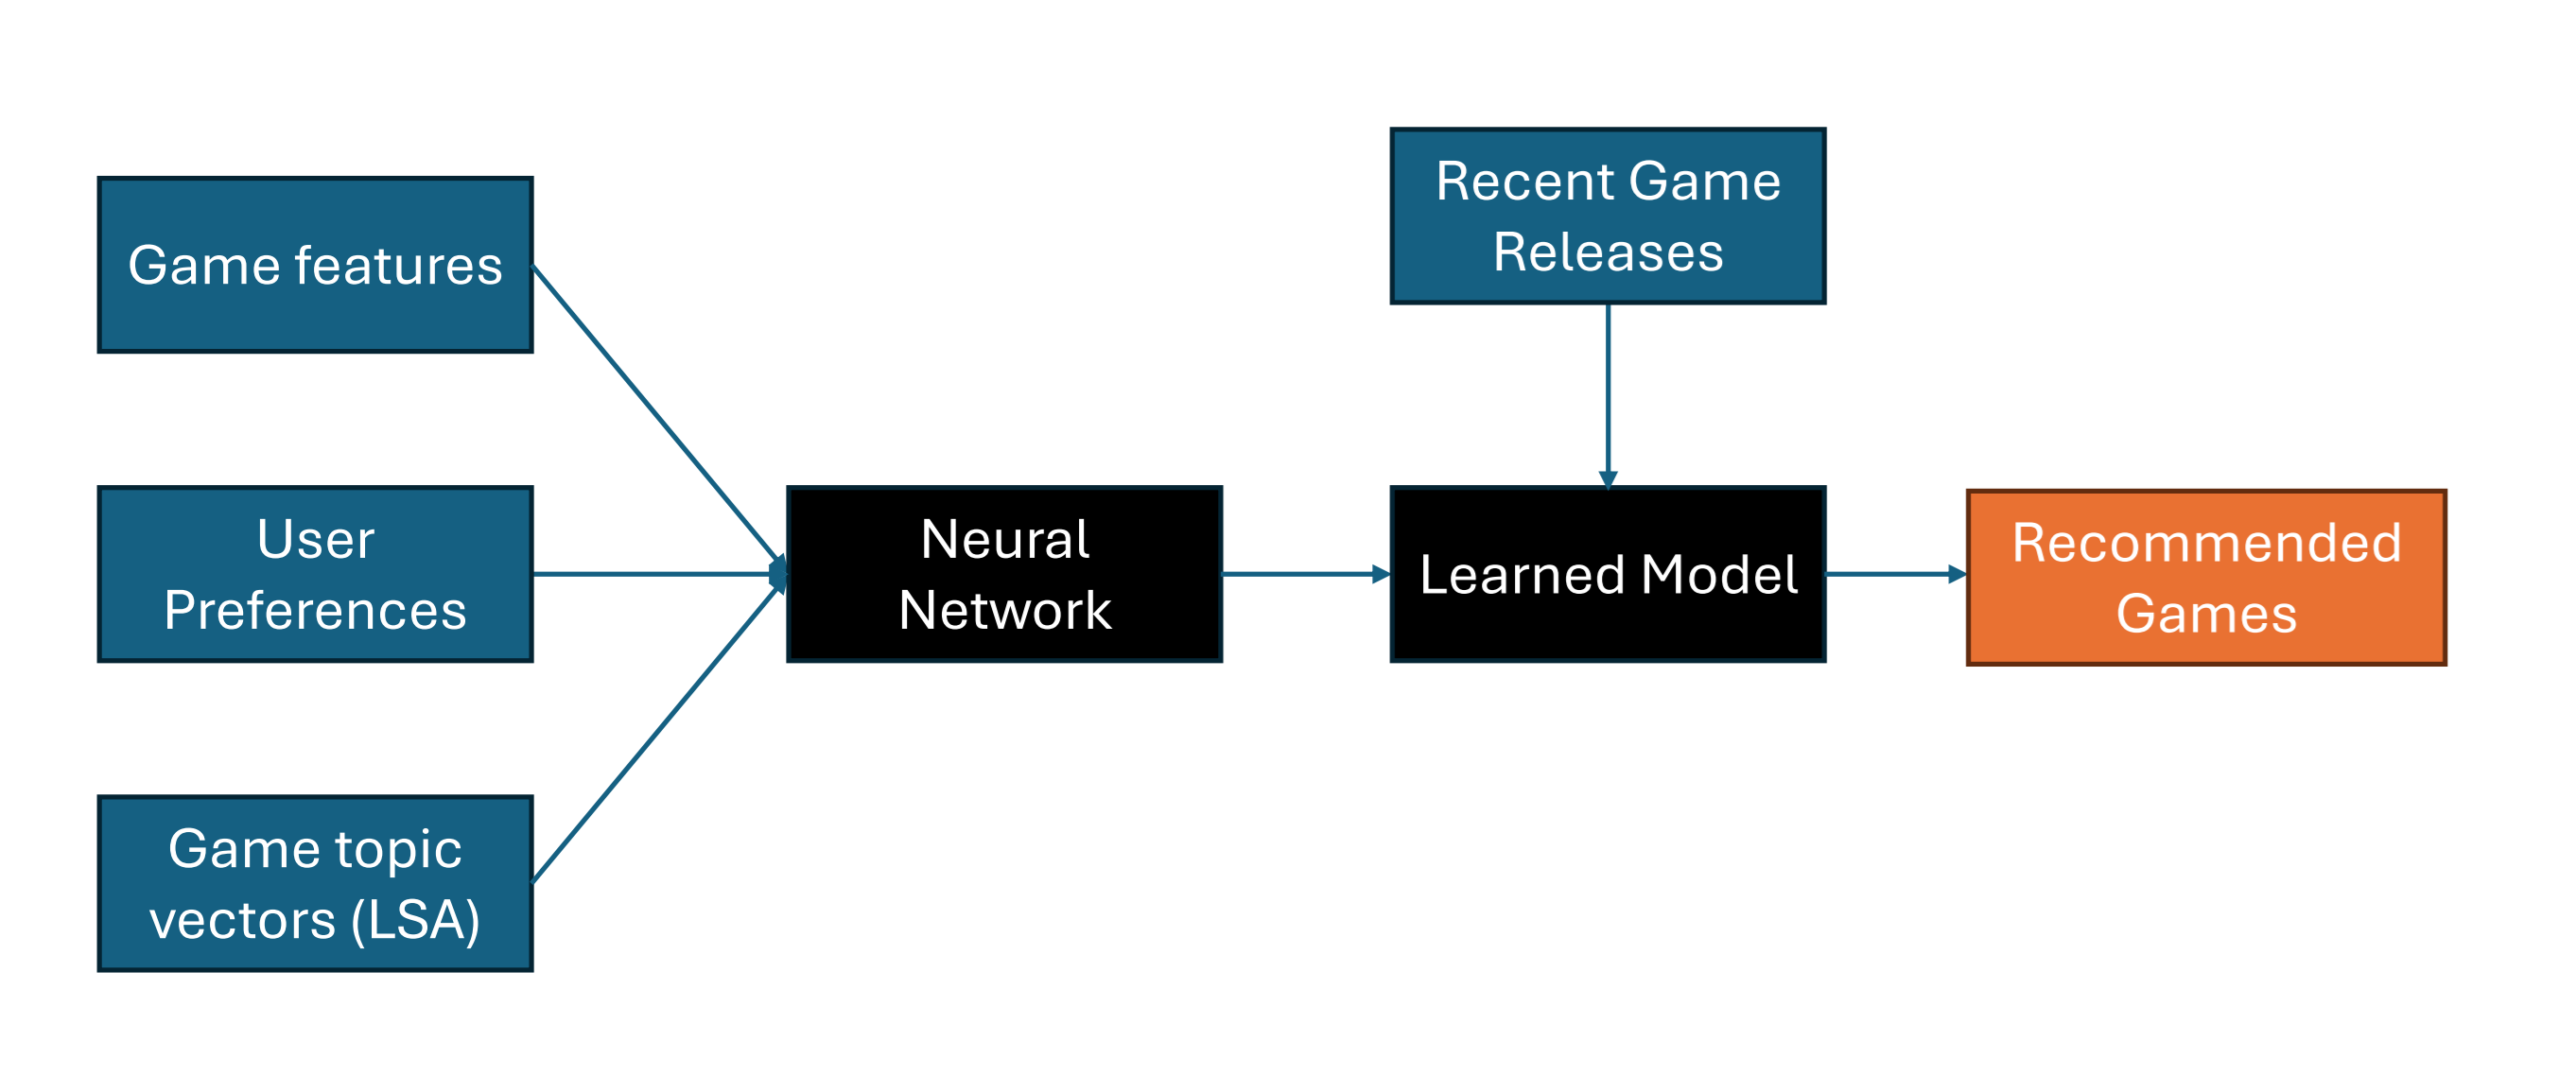 Game features
User
Preferences
Game topic
vectors (LSA)
Neural
Network
Recent Game
Releases
Learned Model
Recommended
Games